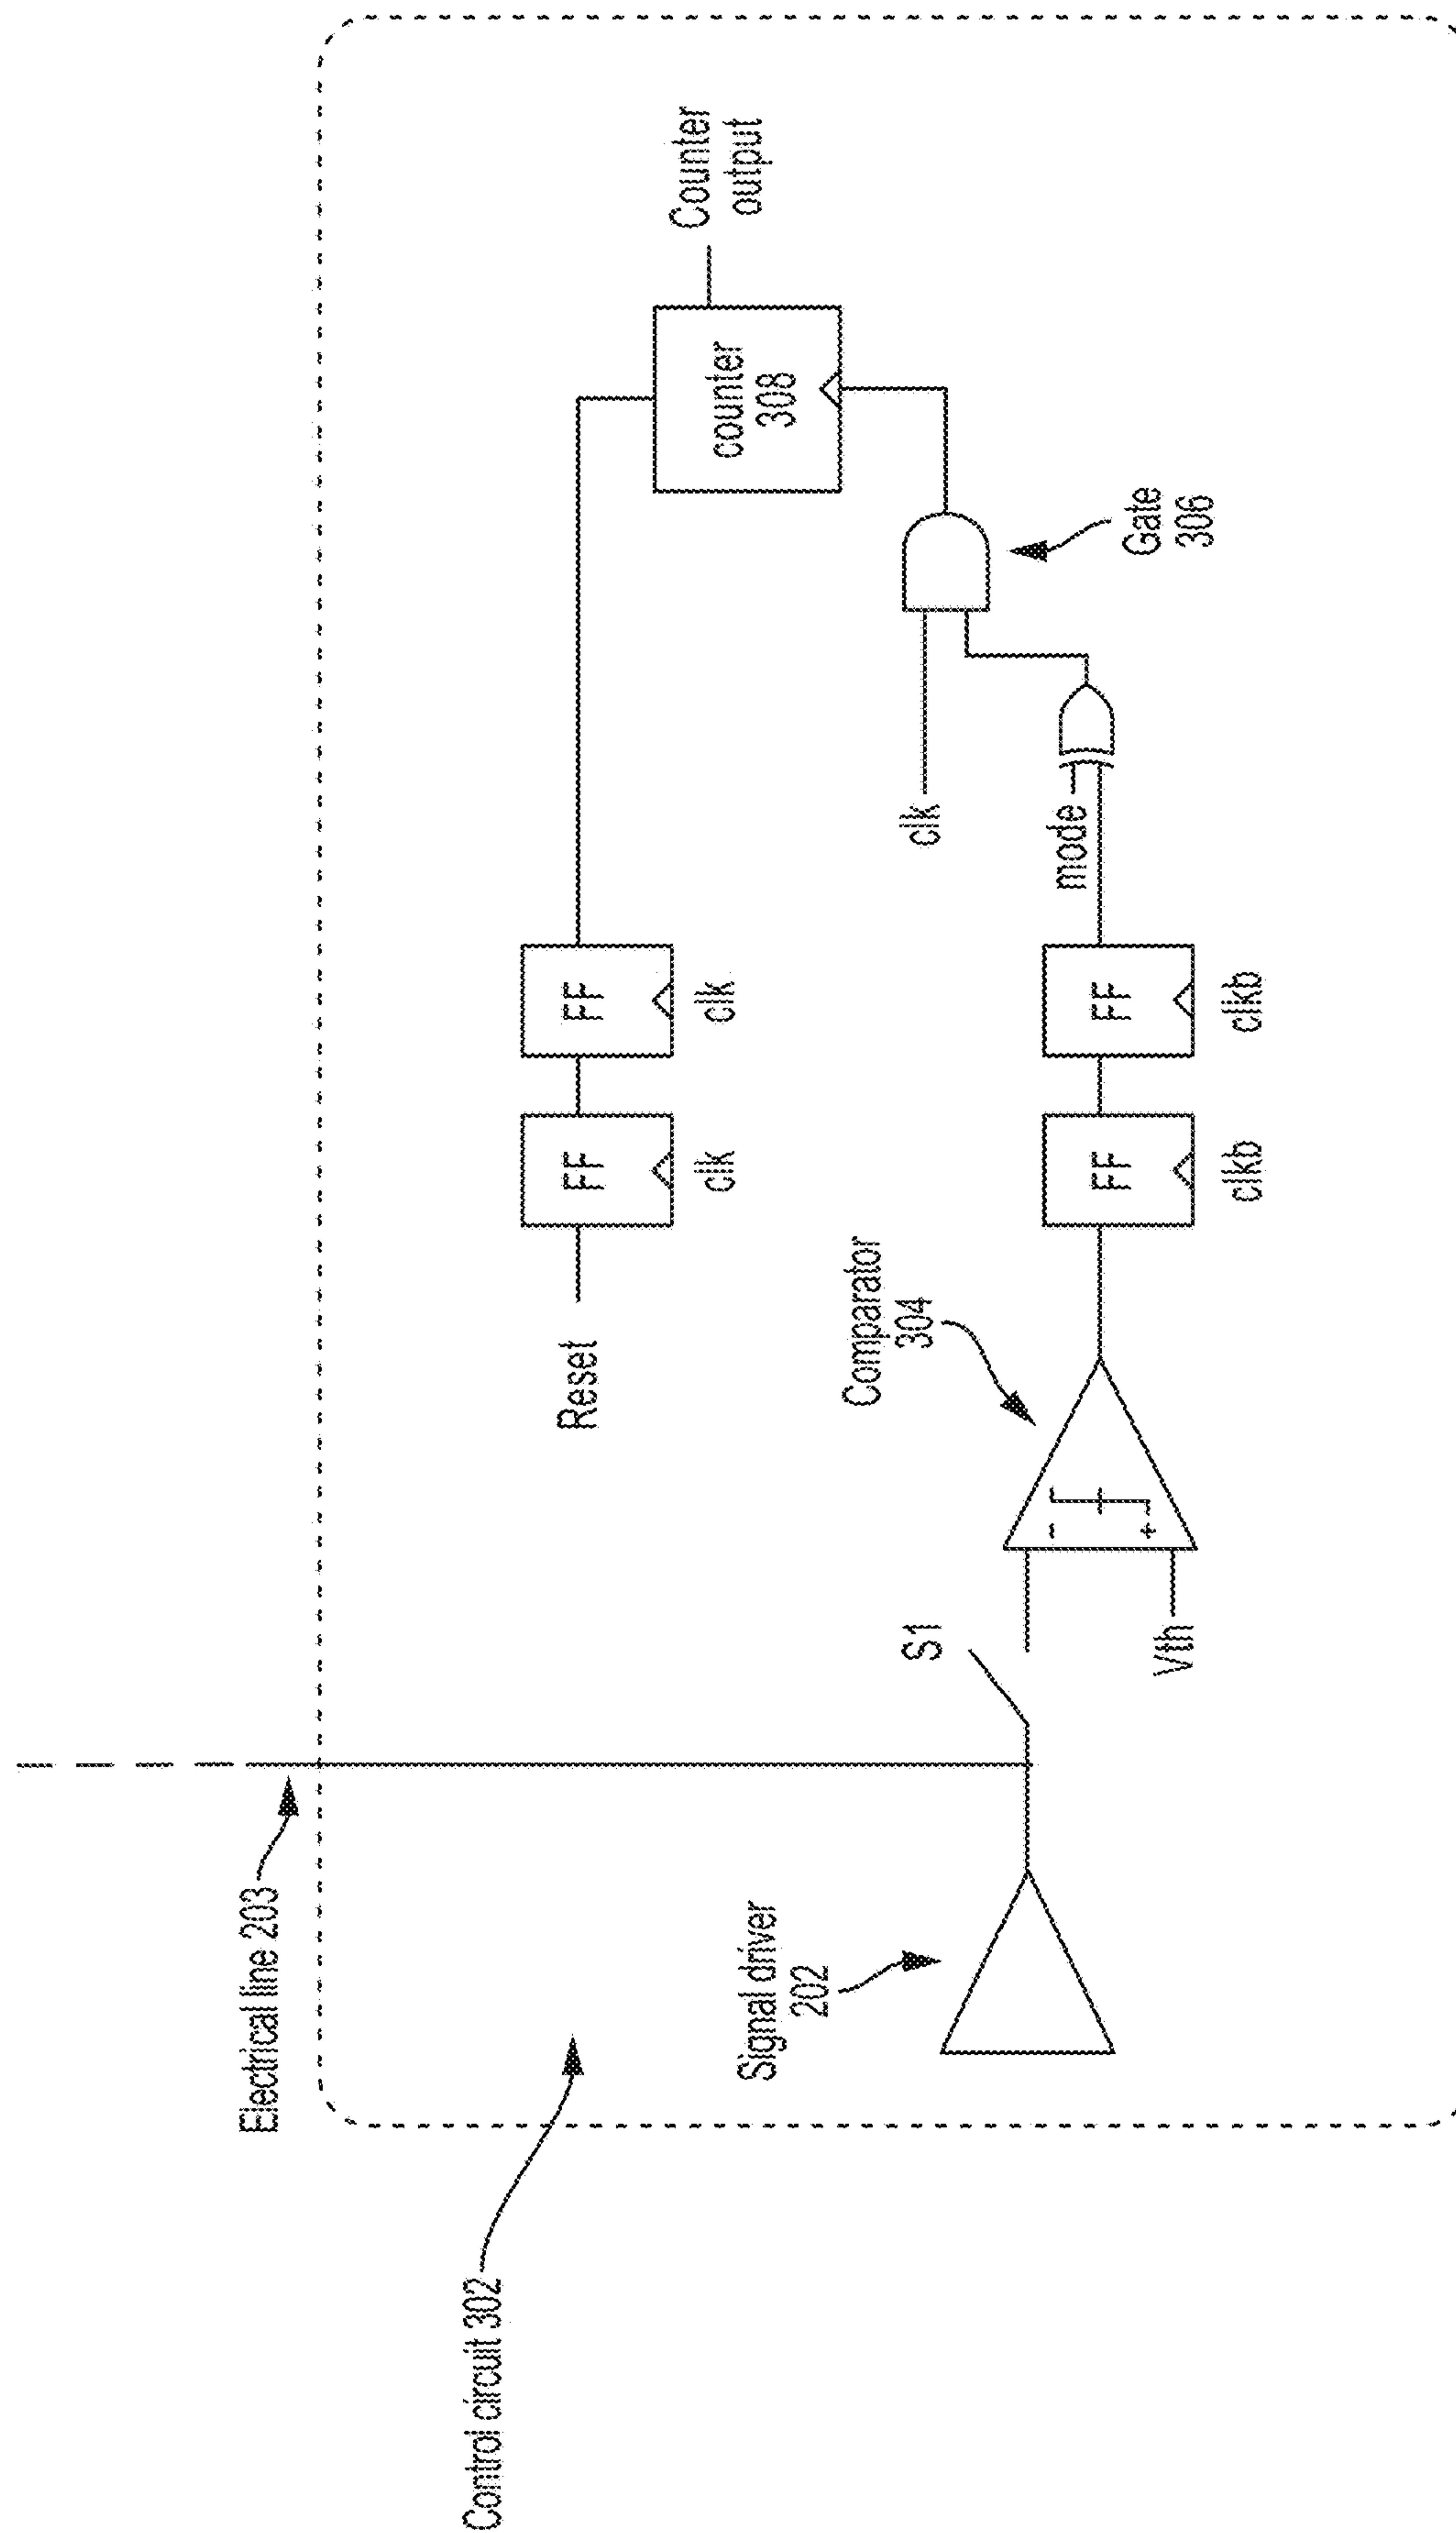 Electrical line 203
Control circuit 302
Signal driver
202
S1
Vth
Comparator
304
-
+
Reset
FF
clk
FF
clk
FF
clkb
FF
clkb
mode
clk
Gate
306
counter
308
Counter
output